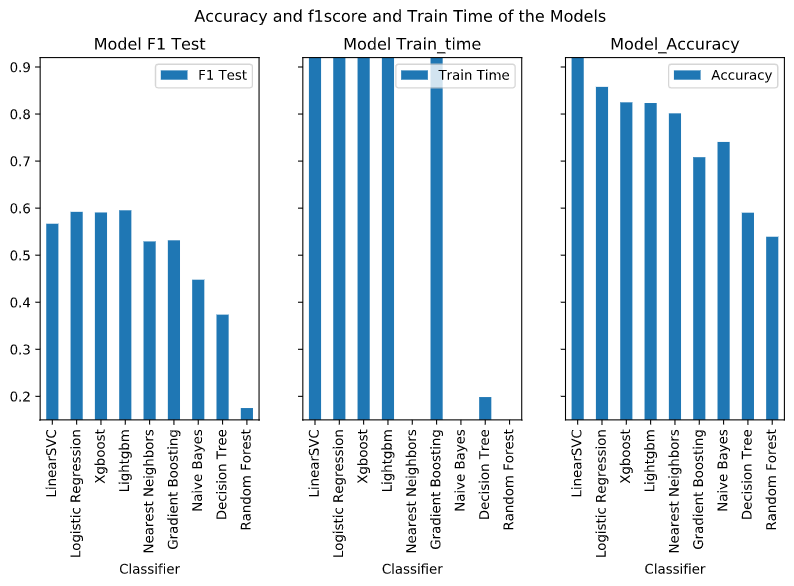 Accuracy and f1score and Train Time of the Models
Model F1 Test
F1 Test
0.9
0.8
0.7
0.6
0.5
0.4
0.3
0.2
LinearSVC
Logistic Regression
Xgboost
Lightgbm
Nearest Neighbors
Gradient Boosting
Naive Bayes
Decision Tree
Random Forest
Classifier
Model Train_time
Train Time
LinearSVC
Logistic Regression
Xgboost
Lightgbm
Nearest Neighbors
Gradient Boosting
Naive Bayes
Decision Tree
Random Forest
Classifier
Model_Accuracy
Accuracy
LinearSVC
Logistic Regression
Xgboost
Lightgbm
Nearest Neighbors
Gradient Boosting
Naive Bayes
Decision Tree
Random Forest
Classifier